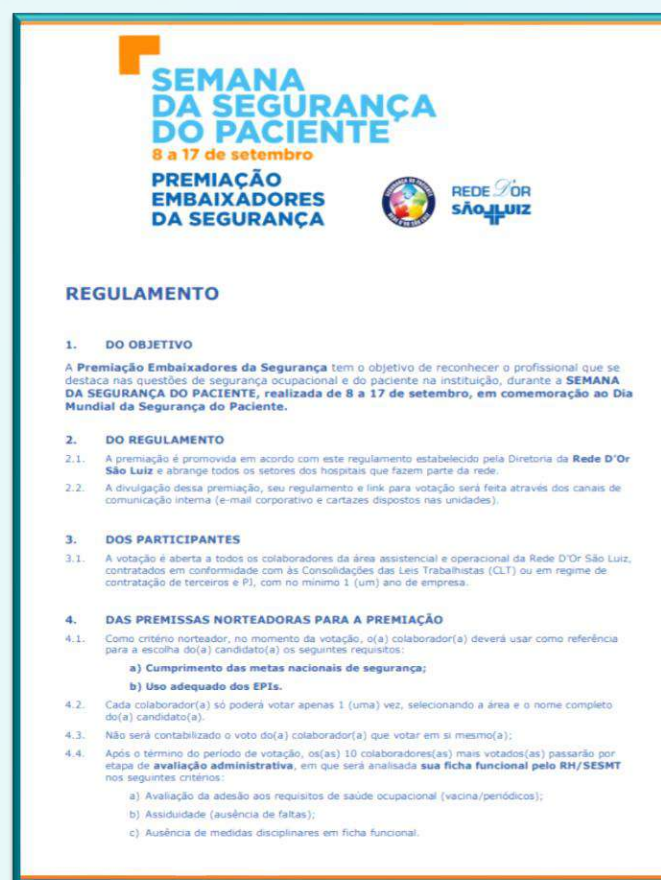 SEMANA
DA SEGURANÇA
DO PACIENTE
8 a 17 de setembro
PREMIAÇÃO
EMBAIXADORES
DA SEGURANÇA
REDE D'OR
SÃO LUIZ
REGULAMENTO
1. DO OBJETIVO
A Premiação Embaixadores da Segurança tem o objetivo de reconhecer o profissional que se
destaca nas questões de segurança ocupacional e do paciente na instituição, durante a SEMANA
DA SEGURANÇA DO PACIENTE, realizada de 8 a 17 de setembro, em comemoração ao Dia
Mundial da Segurança do Paciente.
2. DO REGULAMENTO
2.1. A premiação é promovida em acordo com este regulamento estabelecido pela Diretoria da Rede D'Or
São Luiz e abrange todos os setores dos hospitais que fazem parte da rede.
2.2. A divulgação dessa premiação, seu regulamento e link para votação será feita através dos canais de
comunicação interna (e-mail corporativo e cartazes dispostos nas unidades).
3. DOS PARTICIPANTES
3.1. A votação é aberta a todos os colaboradores da área assistencial e operacional da Rede D'Or São Luiz,
contratados em conformidade com às Consolidações das Leis Trabalhistas (CLT) ou em regime de
contratação de terceiros e PJ, com no mínimo 1 (um) ano de empresa.
4. DAS PREMISSAS NORTEADORAS PARA A PREMIAÇÃO
4.1. Como critério norteador, no momento da votação, o(a) colaborador(a) deverá usar como referência
para a escolha do(a) candidato(a) os seguintes requisitos:
a) Cumprimento das metas nacionais de segurança;
b) Uso adequado dos EPIs.
4.2. Cada colaborador(a) só poderá votar apenas 1 (uma) vez, selecionando a área e o nome completo
do(a) candidato(a).
4.3. Não será contabilizado o voto do(a) colaborador(a) que votar em si mesmo(a);
4.4. Após o término do período de votação, os(as) 10 colaboradores(as) mais votados(as) passarão por
etapa de avaliação administrativa, em que será analisada sua ficha funcional pelo RH/SESMT
nos seguintes critérios:
a) Avaliação da adesão aos requisitos de saúde ocupacional (vacina/periódicos);
b) Assiduidade (ausência de faltas);
c) Ausência de medidas disciplinares em ficha funcional.